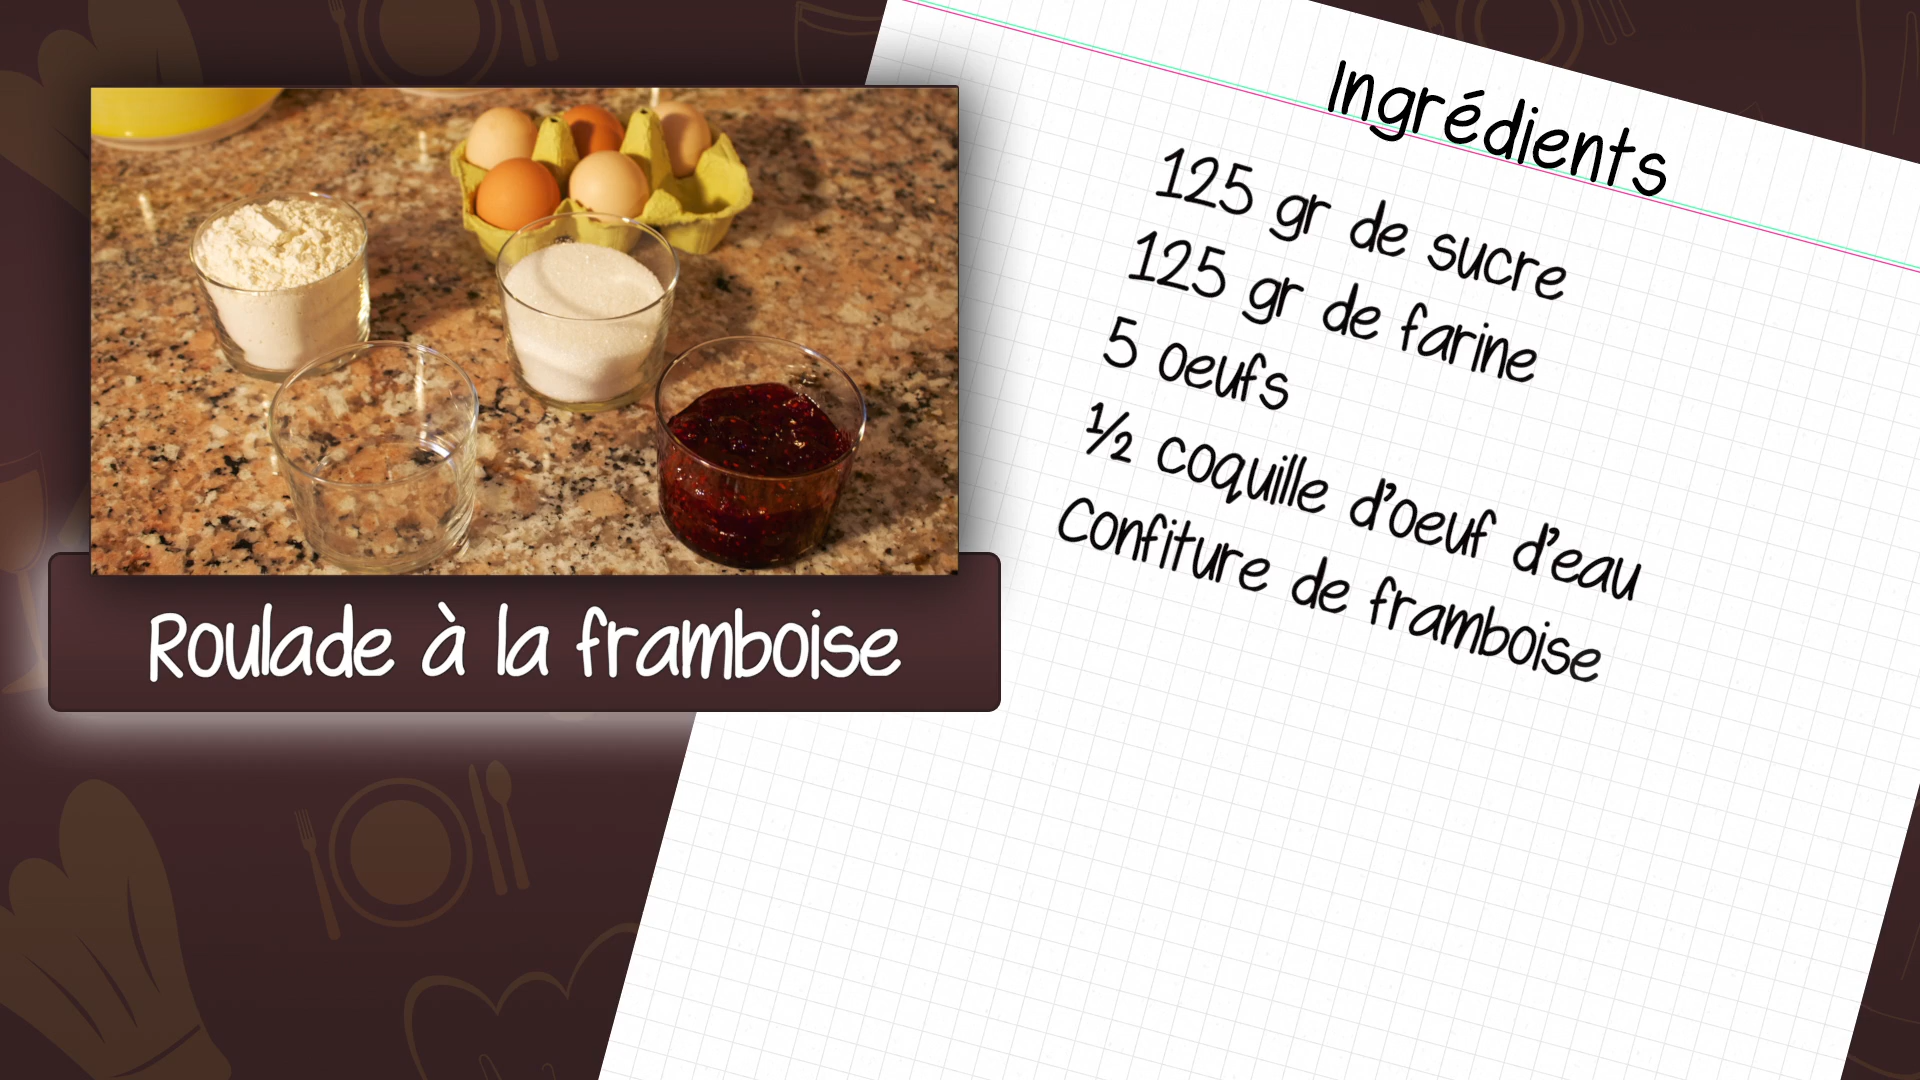 Roulade à la framboise
Ingrédients
125 gr de sucre
125 gr de farine
5 oeufs
½ coquille d'oeuf d'eau
Confiture de framboise